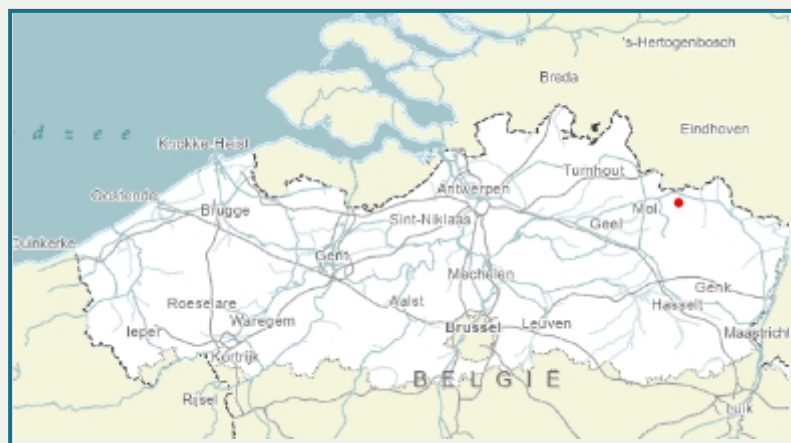 's-Hertogenbosch
Breda
Eindhoven
d z e e
Knokke-Heist
Turnhout
Oostende
Antwerpen
Brugge
Mol
Sint-Niklaas
Geel
Duinkerke
Gent
Mechelen
Genk
Roeselare
Aalst
Hasselt
Waregem
Ieper
Brussel
Leuven
Maastricht
Kortrijk
BELGIË
Rijsel
Luik